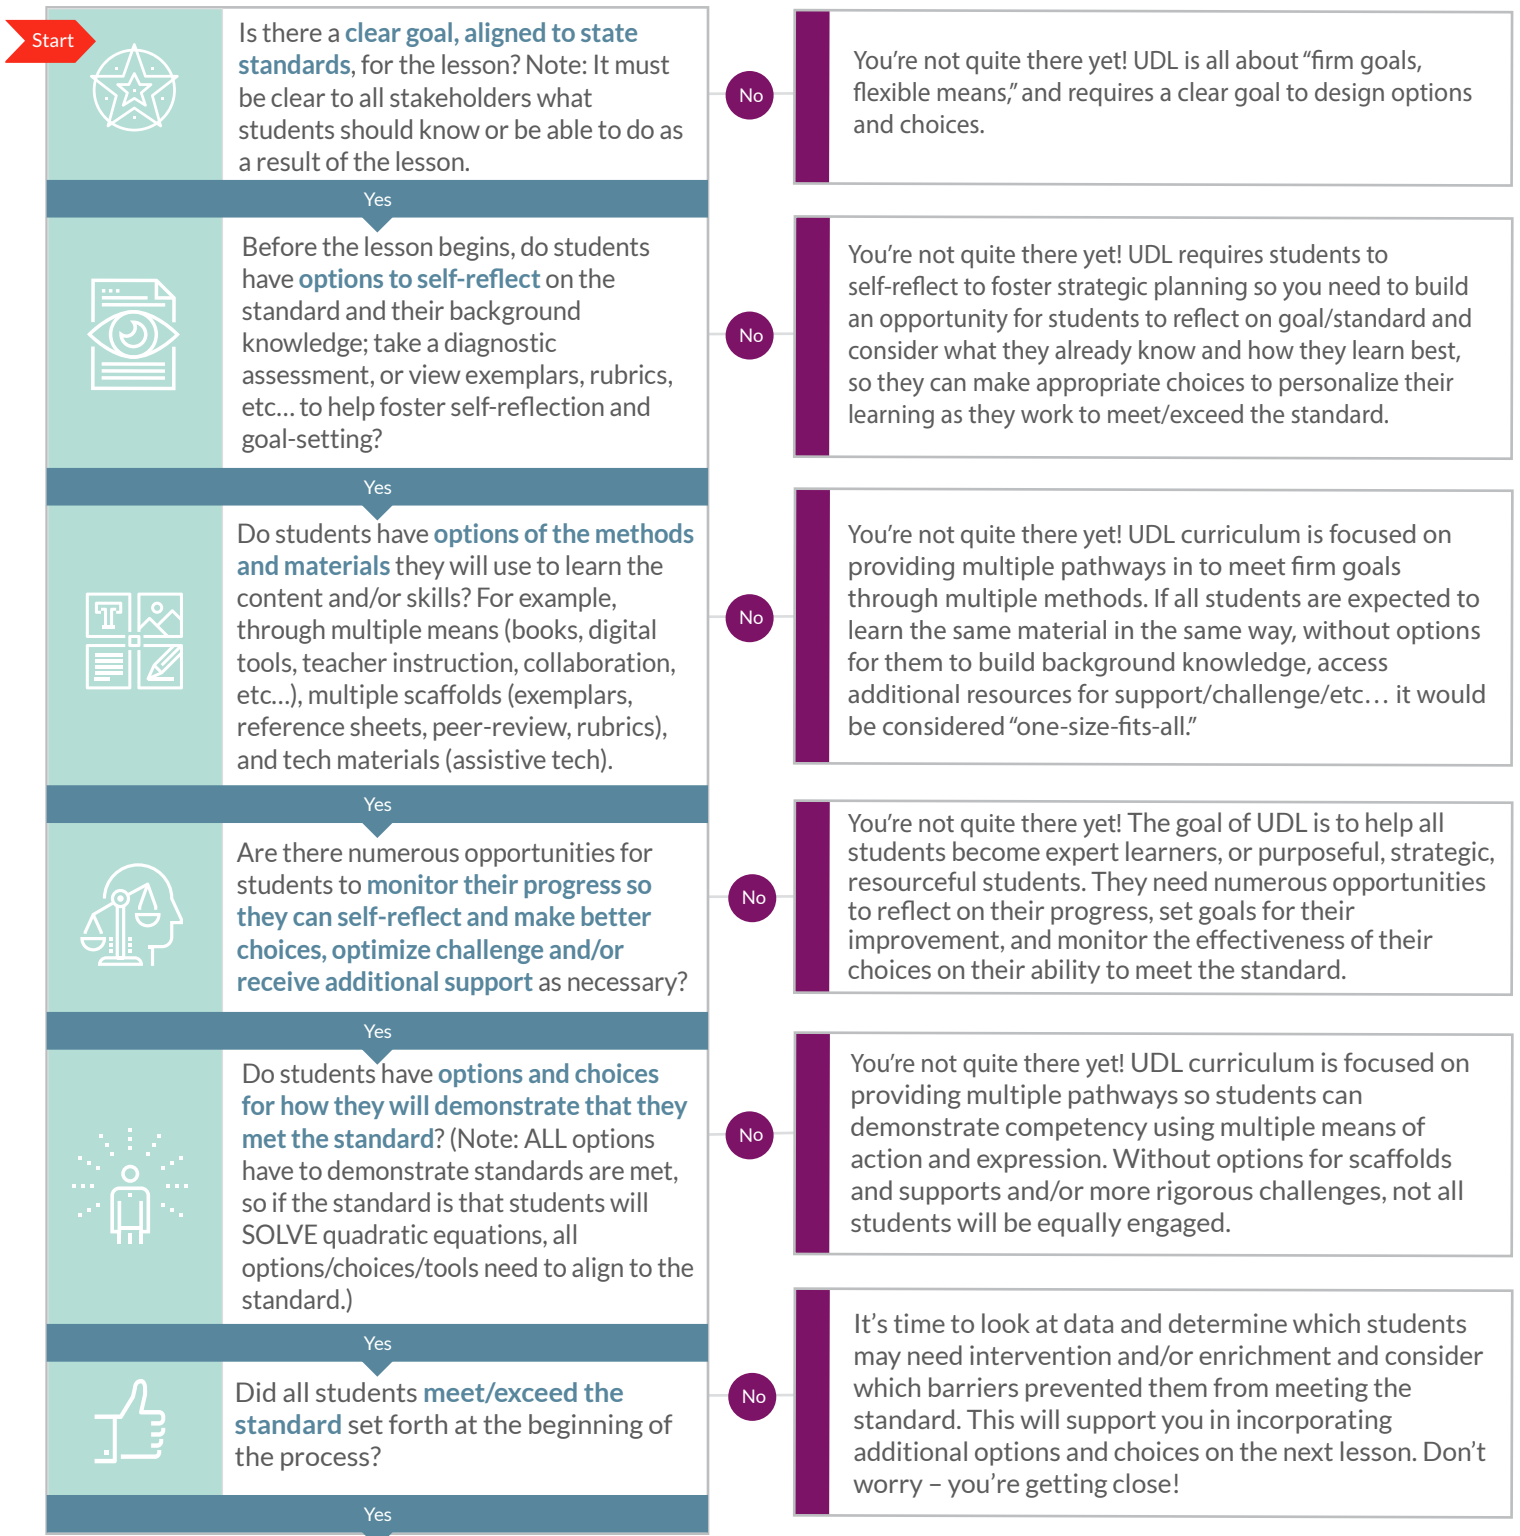 Start
Is there a clear goal, aligned to state
standards, for the lesson? Note: It must
be clear to all stakeholders what
students should know or be able to do as
a result of the lesson.
No
You're not quite there yet! UDL is all about “firm goals,
flexible means,” and requires a clear goal to design options
and choices.
Yes
Before the lesson begins, do students
have options to self-reflect on the
standard and their background
knowledge; take a diagnostic
assessment, or view exemplars, rubrics,
etc... to help foster self-reflection and
goal-setting?
No
You're not quite there yet! UDL requires students to
self-reflect to foster strategic planning so you need to build
an opportunity for students to reflect on goal/standard and
consider what they already know and how they learn best,
so they can make appropriate choices to personalize their
learning as they work to meet/exceed the standard.
Yes
Do students have options of the methods
and materials they will use to learn the
content and/or skills? For example,
through multiple means (books, digital
tools, teacher instruction, collaboration,
etc...), multiple scaffolds (exemplars,
reference sheets, peer-review, rubrics),
and tech materials (assistive tech).
No
You're not quite there yet! UDL curriculum is focused on
providing multiple pathways in to meet firm goals
through multiple methods. If all students are expected to
learn the same material in the same way, without options
for them to build background knowledge, access
additional resources for support/challenge/etc… it would
be considered “one-size-fits-all.”
Yes
Are there numerous opportunities for
students to monitor their progress so
they can self-reflect and make better
choices, optimize challenge and/or
receive additional support as necessary?
No
You're not quite there yet! The goal of UDL is to help all
students become expert learners, or purposeful, strategic,
resourceful students. They need numerous opportunities
to reflect on their progress, set goals for their
improvement, and monitor the effectiveness of their
choices on their ability to meet the standard.
Yes
Do students have options and choices
for how they will demonstrate that they
met the standard? (Note: ALL options
have to demonstrate standards are met,
so if the standard is that students will
SOLVE quadratic equations, all
options/choices/tools need to align to the
standard.)
No
You're not quite there yet! UDL curriculum is focused on
providing multiple pathways so students can
demonstrate competency using multiple means of
action and expression. Without options for scaffolds
and supports and/or more rigorous challenges, not all
students will be equally engaged.
Yes
Did all students meet/exceed the
standard set forth at the beginning of
the process?
No
It's time to look at data and determine which students
may need intervention and/or enrichment and consider
which barriers prevented them from meeting the
standard. This will support you in incorporating
additional options and choices on the next lesson. Don't
worry – you're getting close!
Yes